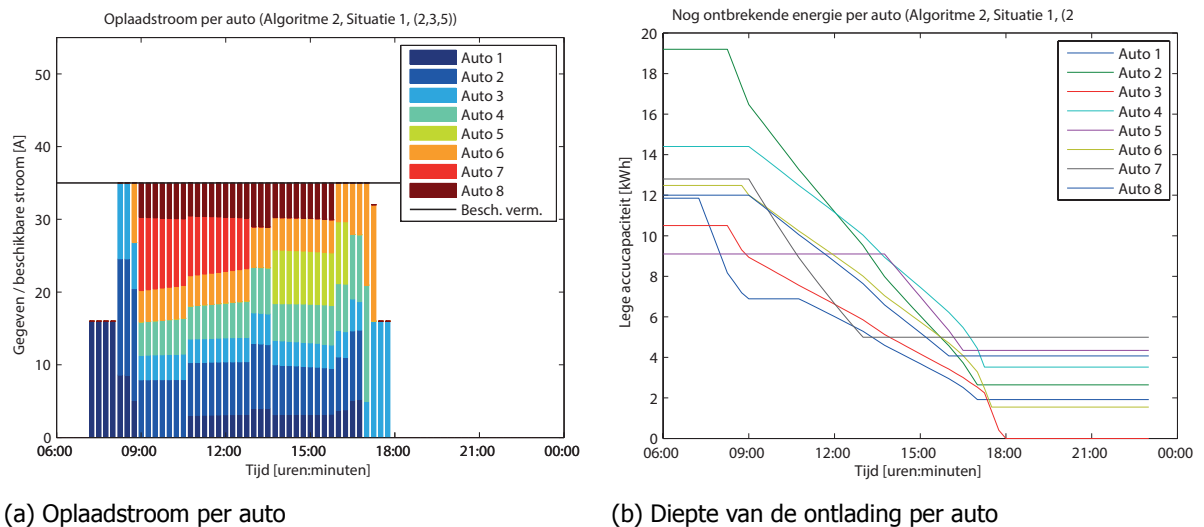 Oplaadstroom per auto (Algoritme 2, Situatie 1, (2,3,5))
Gegeven / beschikbare stroom [A]
50
40
30
20
10
0
06:00 09:00 12:00 15:00 18:00 21:00 00:00
Tijd [uren:minuten]
Auto 1
Auto 2
Auto 3
Auto 4
Auto 5
Auto 6
Auto 7
Auto 8
Besch. verm.
(a) Oplaadstroom per auto
Nog ontbrekende energie per auto (Algoritme 2, Situatie 1, (2
Lege accucapaciteit [kWh]
20
18
16
14
12
10
8
6
4
2
0
06:00 09:00 12:00 15:00 18:00 21:00 00:00
Tijd [uren:minuten]
Auto 1
Auto 2
Auto 3
Auto 4
Auto 5
Auto 6
Auto 7
Auto 8
(b) Diepte van de ontlading per auto